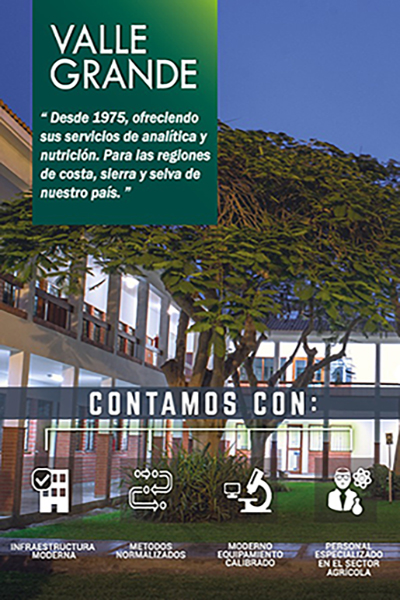 VALLE
GRANDE
“ Desde 1975, ofreciendo
sus servicios de analítica y
nutrición. Para las regiones
de costa, sierra y selva de
nuestro país. ”
CONTAMOS CON:
INFRAESTRUCTURA
MODERNA
METODOS
NORMALIZADOS
MODERNO
EQUIPAMIENTO
CALIBRADO
PERSONAL
ESPECIALIZADO
EN EL SECTOR
AGRÍCOLA